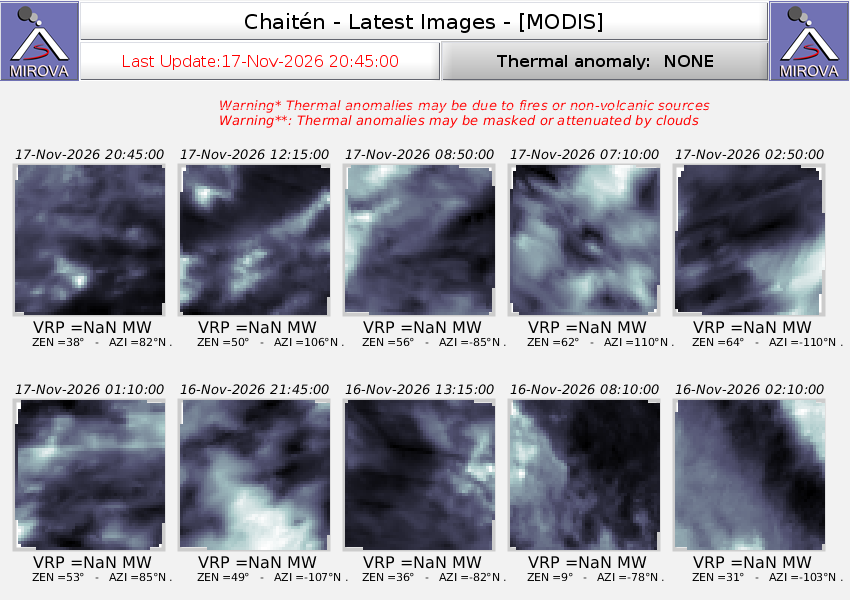 Chaitén - Latest Images - [MODIS]
MIROVA
Last Update:17-Nov-2026 20:45:00
Thermal anomaly: NONE
MIROVA
Warning* Thermal anomalies may be due to fires or non-volcanic sources
Warning**: Thermal anomalies may be masked or attenuated by clouds
17-Nov-2026 20:45:00 17-Nov-2026 12:15:00 17-Nov-2026 08:50:00 17-Nov-2026 07:10:00 17-Nov-2026 02:50:00
VRP =NaN MW VRP =NaN MW VRP =NaN MW VRP =NaN MW VRP =NaN MW
ZEN =38° - AZI =82°N . ZEN =50° - AZI =106°N . ZEN =56° - AZI =-85°N . ZEN =62° - AZI =110°N . ZEN =64° - AZI =-110°N .
17-Nov-2026 01:10:00 16-Nov-2026 21:45:00 16-Nov-2026 13:15:00 16-Nov-2026 08:10:00 16-Nov-2026 02:10:00
VRP =NaN MW VRP =NaN MW VRP =NaN MW VRP =NaN MW VRP =NaN MW
ZEN =53° - AZI =85°N . ZEN =49° - AZI =-107°N . ZEN =36° - AZI =-82°N . ZEN =9° - AZI =-78°N . ZEN =31° - AZI =-103°N .